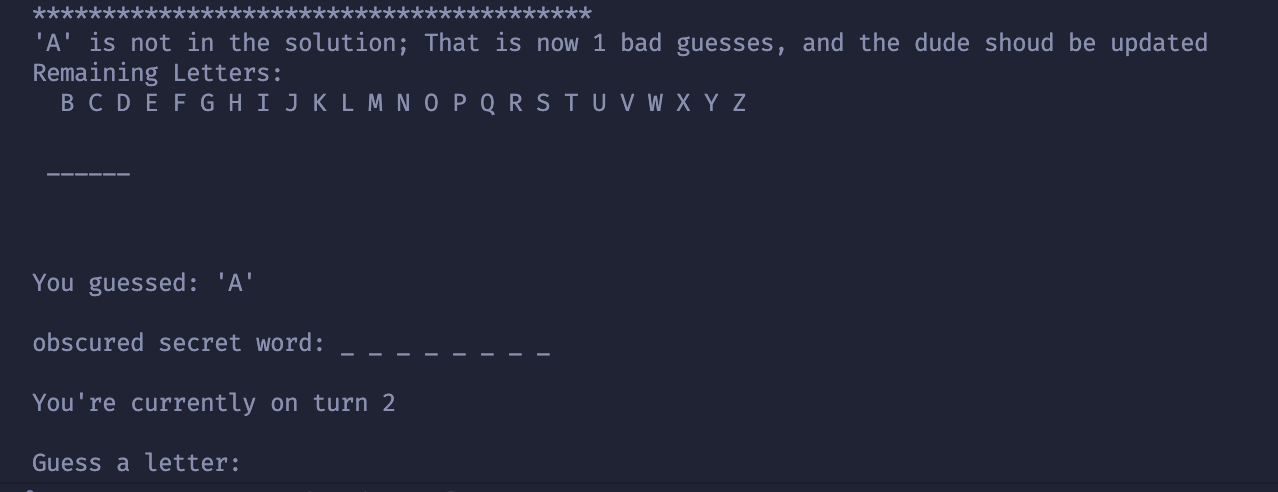 ****************************************
'A' is not in the solution; That is now 1 bad guesses, and the dude shoud be updated
Remaining Letters:
B C D E F G H I J K L M N O P Q R S T U V W X Y Z
______
You guessed: 'A'
obscured secret word: _ _ _ _ _ _ _ _
You're currently on turn 2
Guess a letter: